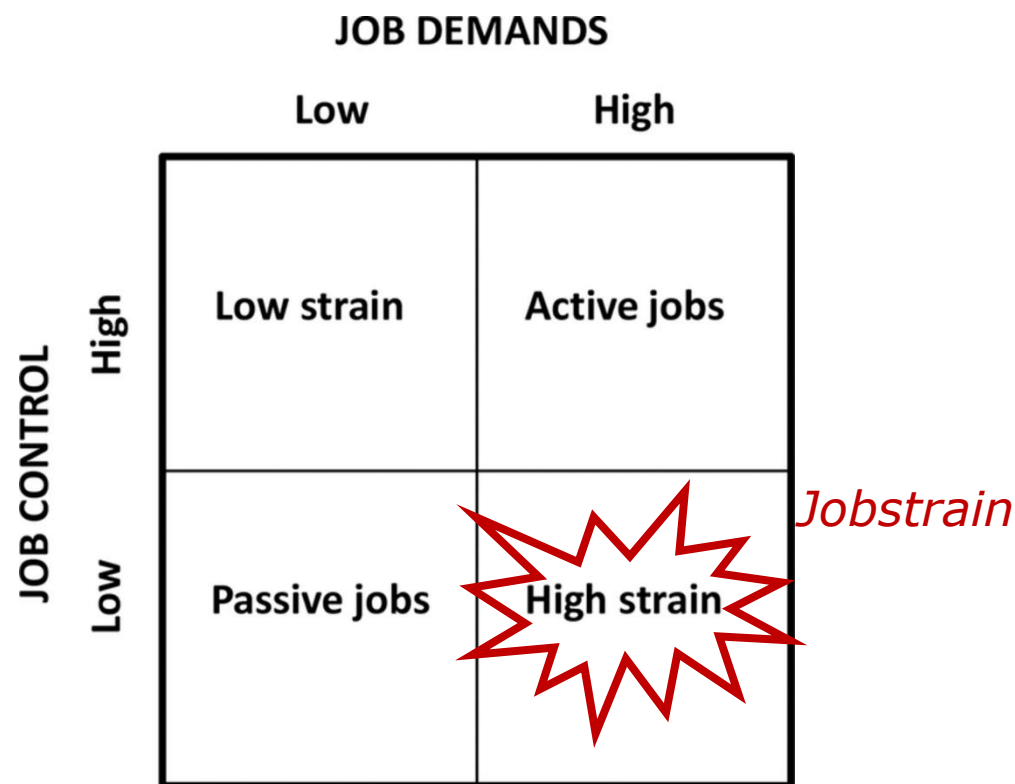 JOB DEMANDS
Low High
High
Low strain Active jobs
JOB CONTROL
Jobstrain
Low
Passive jobs High strain